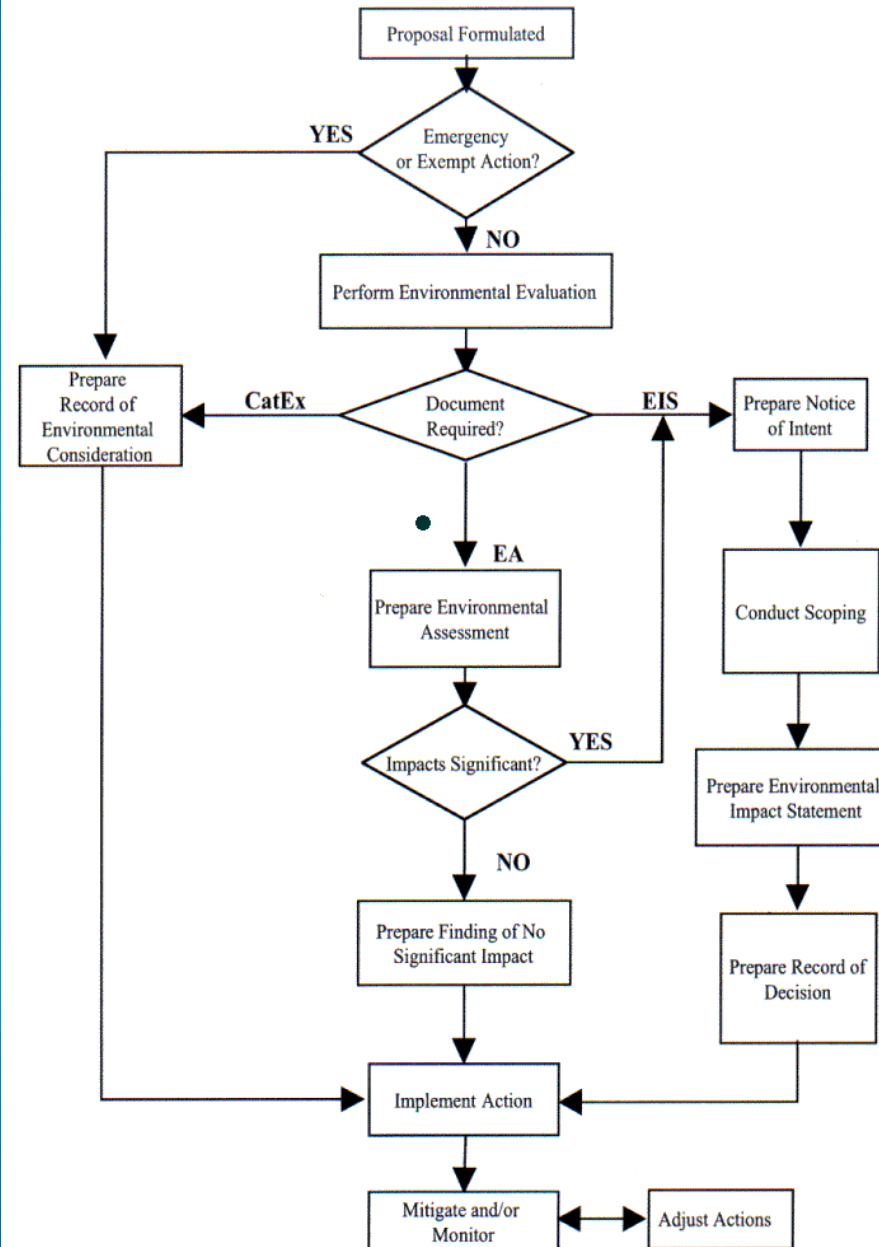 Proposal Formulated
Emergency
or Exempt Action?
YES
NO
Perform Environmental Evaluation
Document
Required?
CatEx
EIS
Prepare
Record of
Environmental
Consideration
Prepare Notice
of Intent
EA
Prepare Environmental
Assessment
Conduct Scoping
Impacts Significant?
YES
Prepare Environmental
Impact Statement
NO
Prepare Finding of No
Significant Impact
Prepare Record of
Decision
Implement Action
Mitigate and/or
Monitor
Adjust Actions